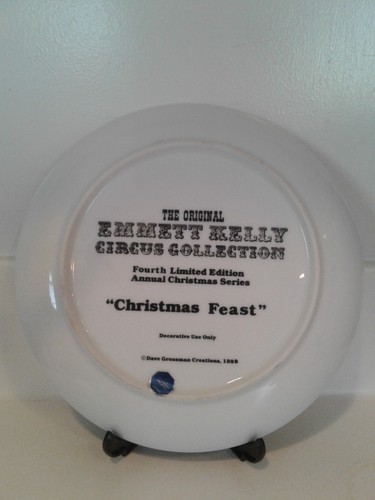 THE ORIGINAL
EMMETT KELLY
CIRCUS COLLECTION
Fourth Limited Edition
Annual Christmas Series
"Christmas Feast"
Decorative Use Only
©Dave Grossman Creations, 1989